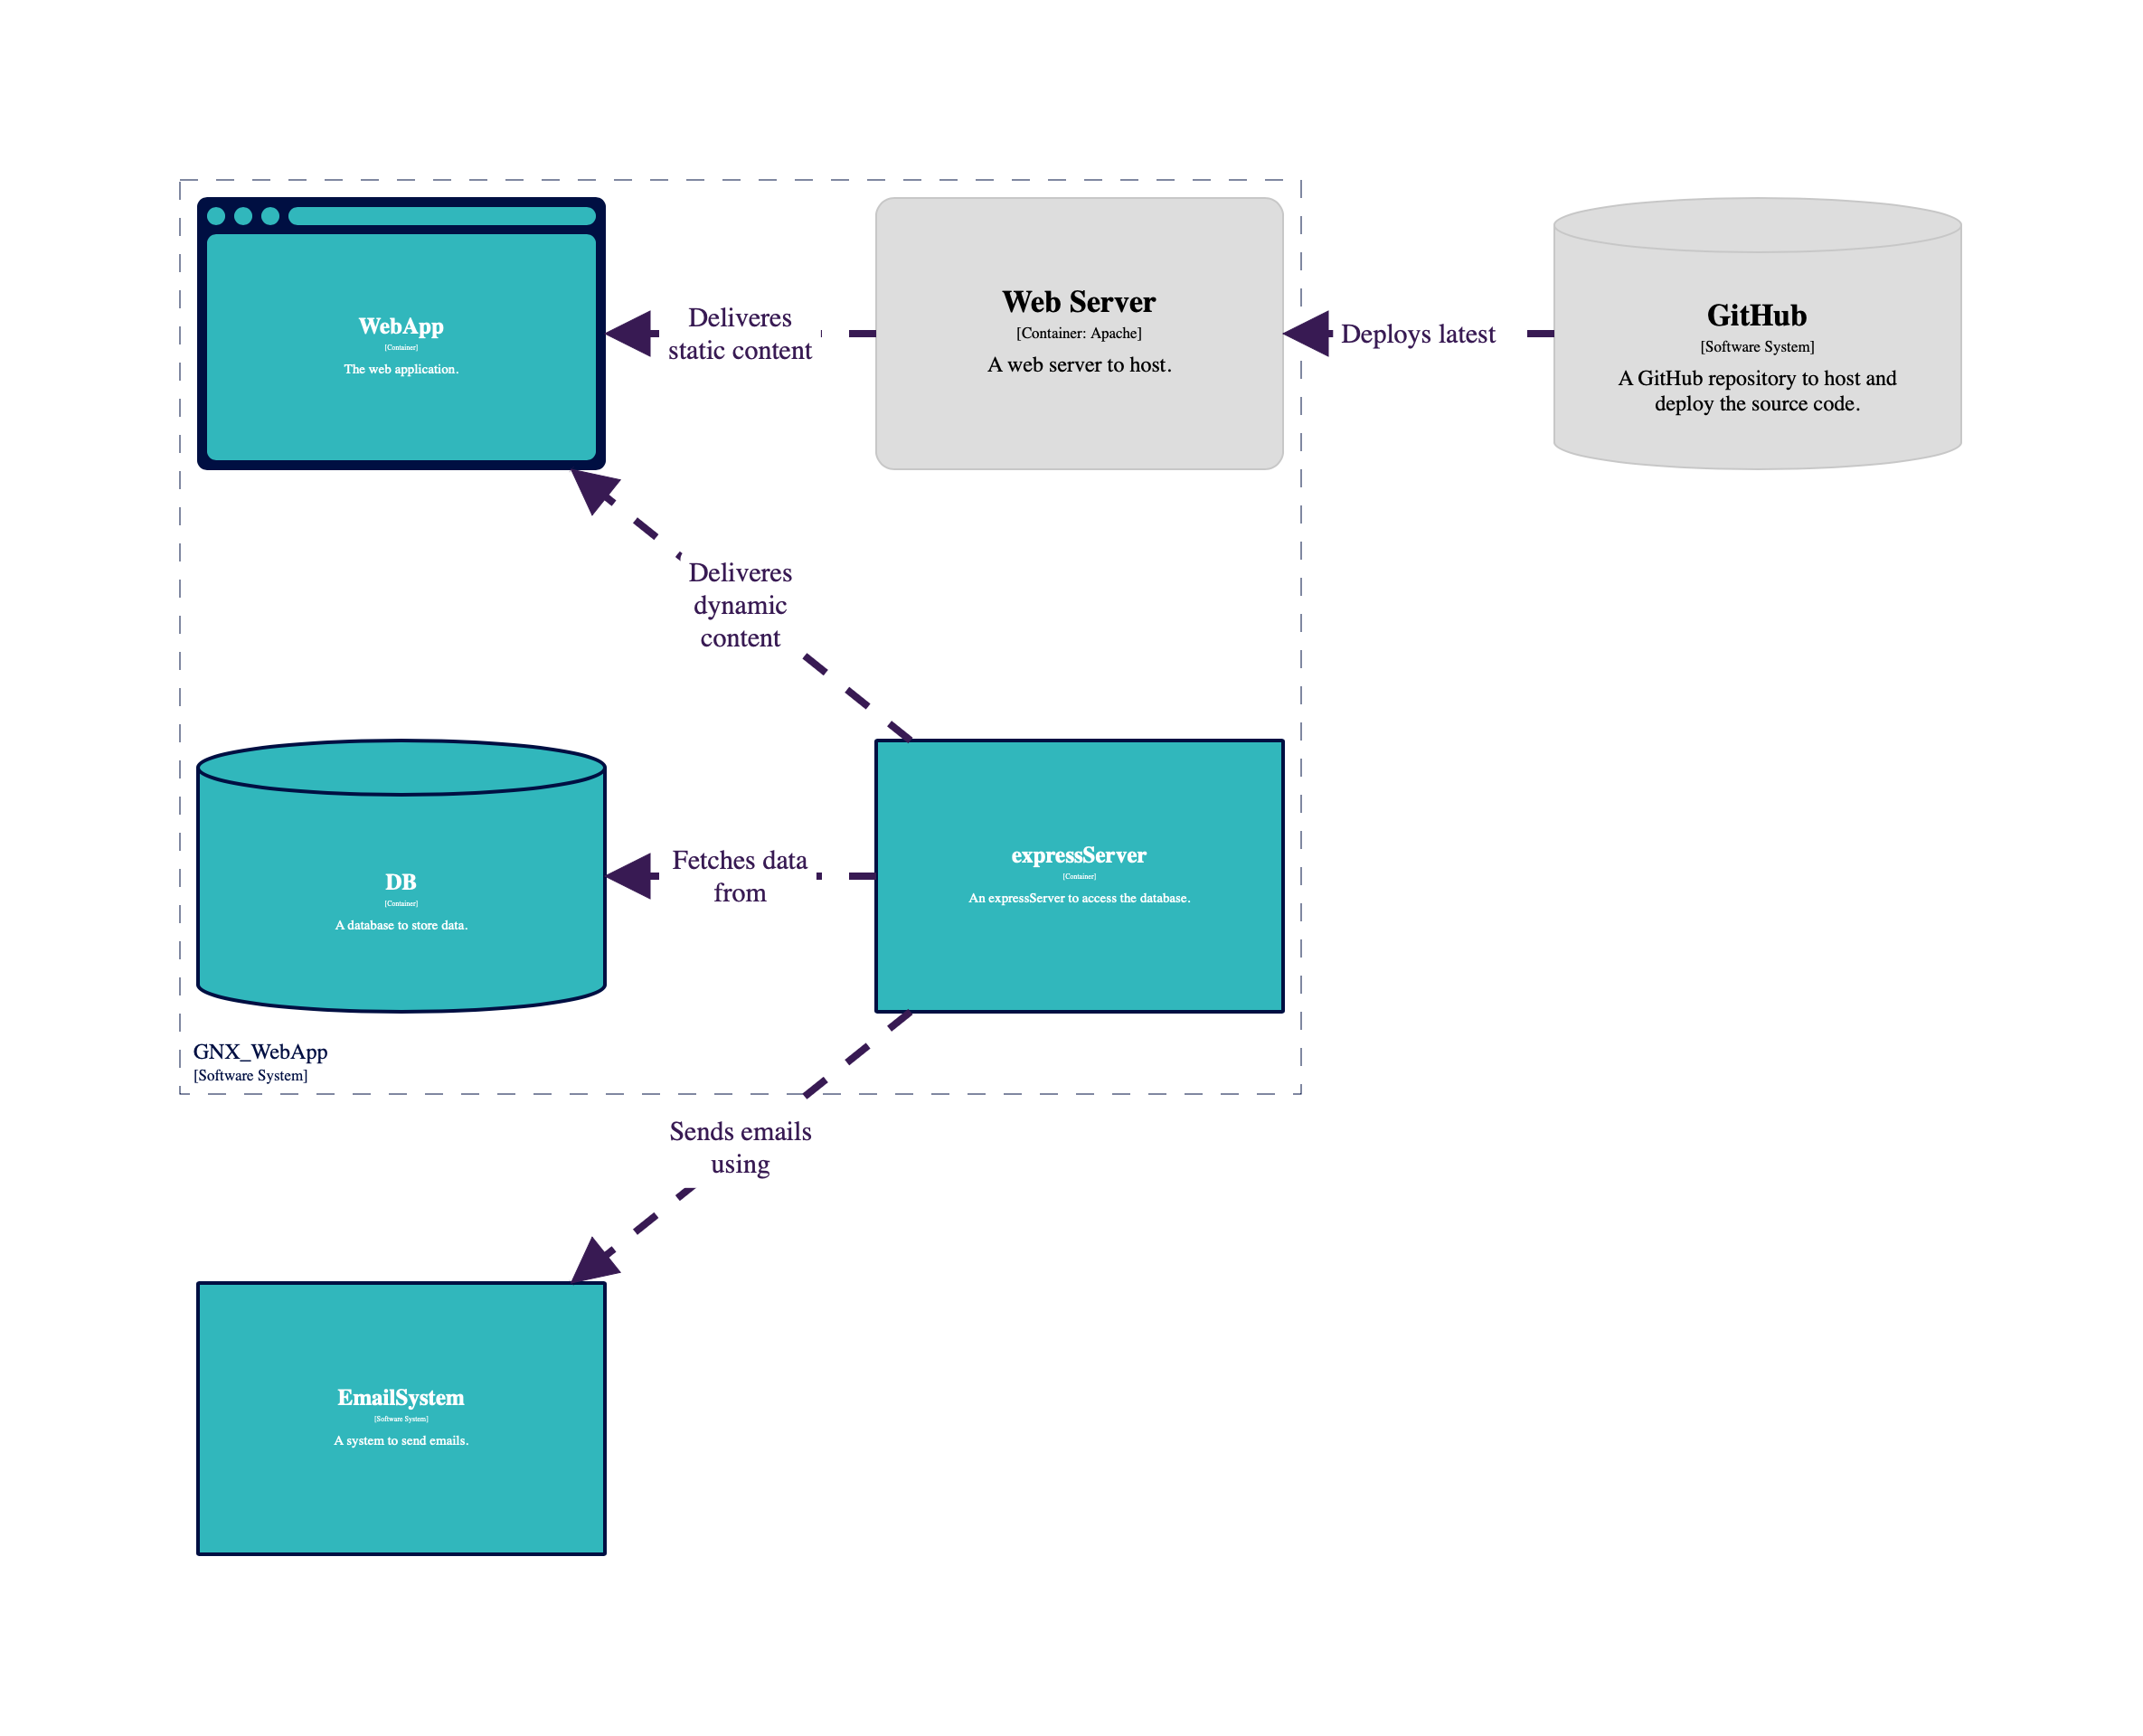 WebApp
[Container]
The web application.
Deliveres
static content
Web Server
[Container: Apache]
A web server to host.
Deploys latest
GitHub
[Software System]
A GitHub repository to host and
deploy the source code.
Deliveres
dynamic
content
DB
[Container]
A database to store data.
Fetches data
from
expressServer
[Container]
An expressServer to access the database.
GNX_WebApp
[Software System]
Sends emails
using
EmailSystem
[Software System]
A system to send emails.